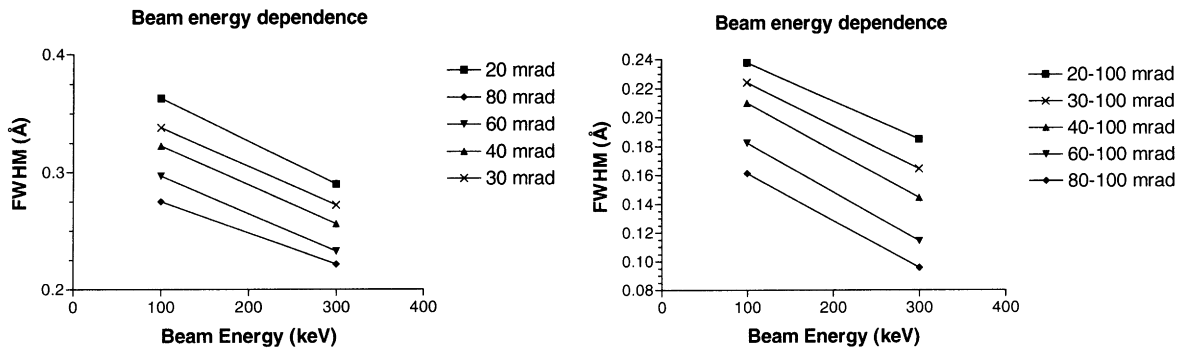 Beam energy dependence
0.4
0.3
0.2
FWHM (Å)
0
100
200
300
400
Beam Energy (keV)
20 mrad
80 mrad
60 mrad
40 mrad
30 mrad
Beam energy dependence
0.24
0.22
0.20
0.18
0.16
0.14
0.12
0.10
0.08
FWHM (Å)
0
100
200
300
400
Beam Energy (keV)
20-100 mrad
30-100 mrad
40-100 mrad
60-100 mrad
80-100 mrad